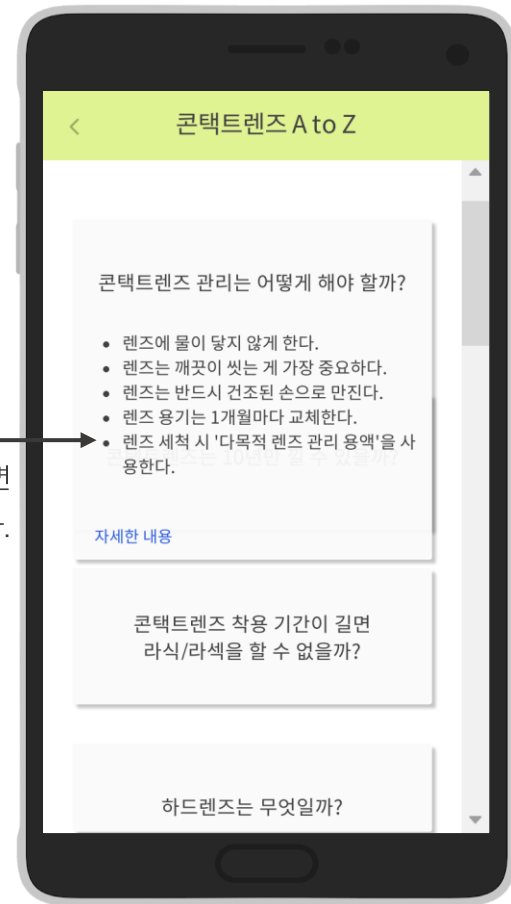 콘택트렌즈 A to Z
콘택트렌즈 관리는 어떻게 해야 할까?
렌즈에 물이 닿지 않게 한다.
렌즈는 깨끗이 씻는 게 가장 중요하다.
렌즈는 반드시 건조된 손으로 만진다.
렌즈 용기는 1개월마다 교체한다.
렌즈 세척 시 '다목적 렌즈 관리 용액'을 사
용한다.
자세한 내용
콘택트렌즈 착용 기간이 길면
라식/라섹을 할 수 없을까?
하드렌즈는 무엇일까?